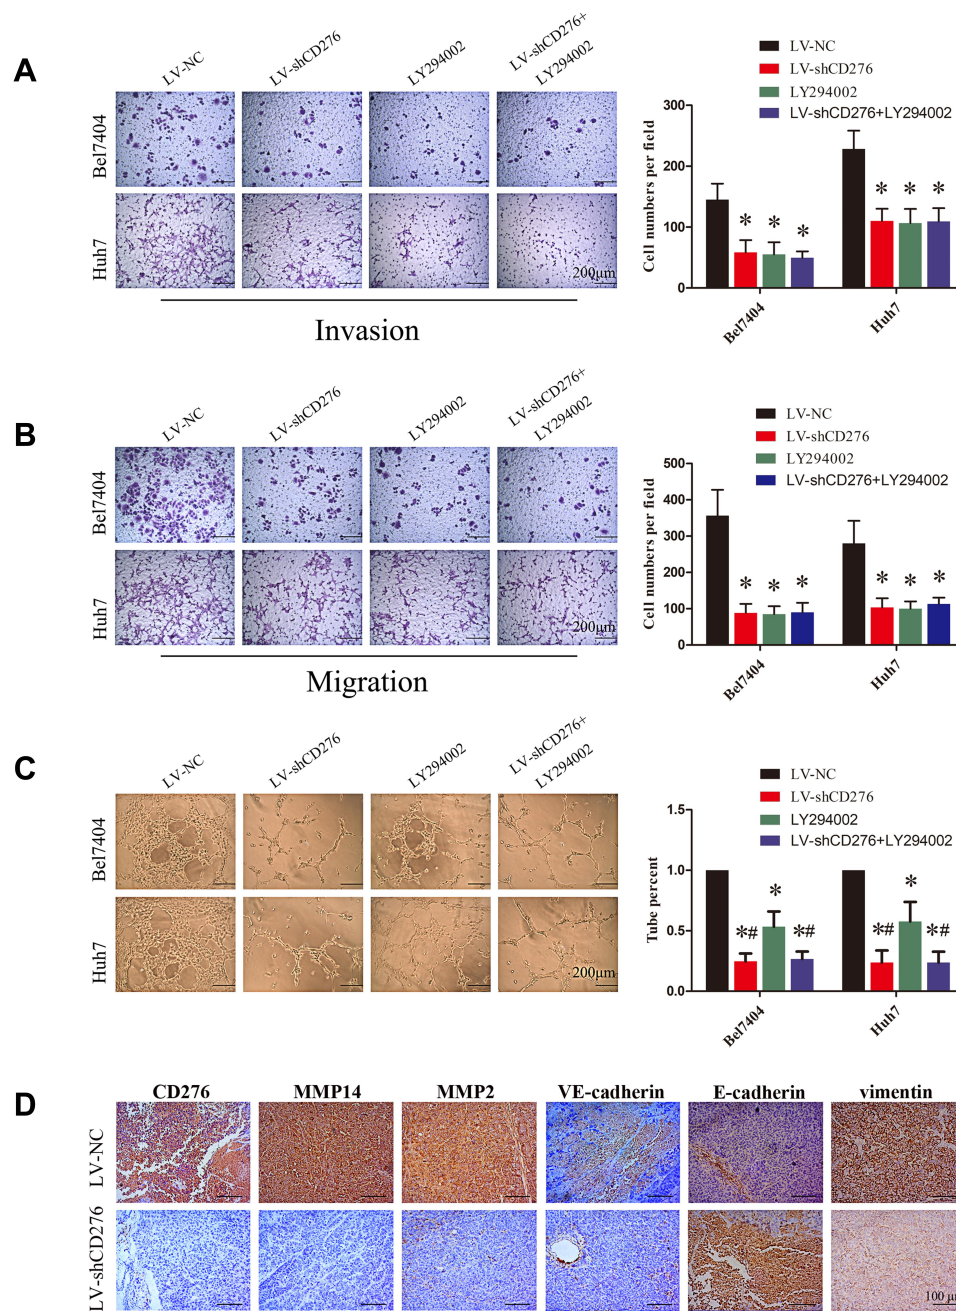 A
LV-NC
LV-shCD276
LY294002
LV-shCD276+
LY294002
Bel7404
Huh7
200μm
Invasion
LV-NC
LV-shCD276
LY294002
LV-shCD276+LY294002
Cell numbers per field
300
200
100
0
* * *
* * *
Bel7404
Huh7
B
LV-NC
LV-shCD276
LY294002
LV-shCD276+
LY294002
Bel7404
Huh7
200μm
Migration
LV-NC
LV-shCD276
LY294002
LV-shCD276+LY294002
Cell numbers per field
500
400
300
200
100
0
* * *
* * *
Bel7404
Huh7
C
LV-NC
LV-shCD276
LY294002
LV-shCD276+
LY294002
Bel7404
Huh7
200μm
LV-NC
LV-shCD276
LY294002
LV-shCD276+LY294002
Tube percent
1.5
1.0
0.5
0.0
*# * *#
*# * *#
Bel7404
Huh7
D
CD276
MMP14
MMP2
VE-cadherin
E-cadherin
vimentin
LV-NC
LV-shCD276
100 μm